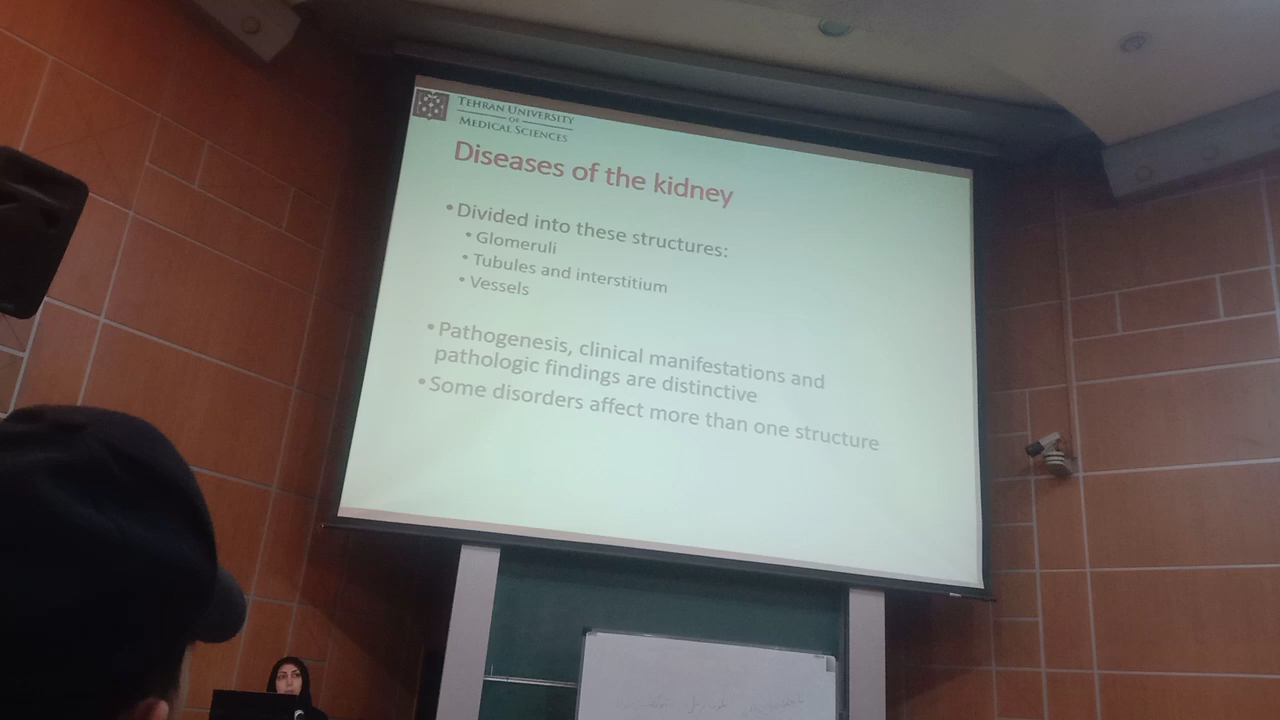 TEHRAN UNIVERSITY
OF
MEDICAL SCIENCES
Diseases of the kidney
• Divided into these structures:
• Glomeruli
• Tubules and interstitium
• Vessels
• Pathogenesis, clinical manifestations and
pathologic findings are distinctive
• Some disorders affect more than one structure